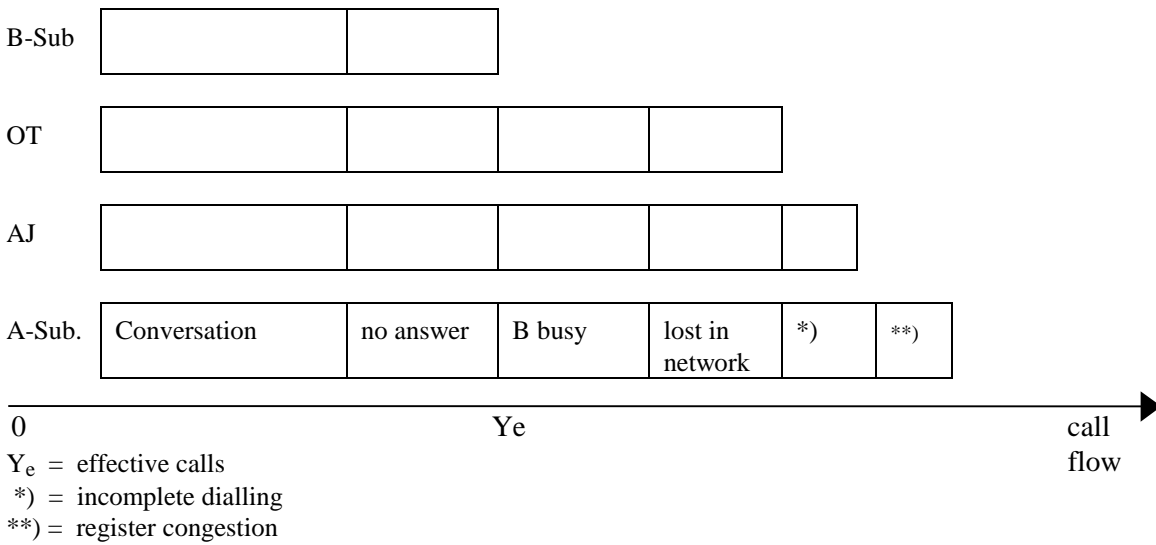 B-Sub
OT
AJ
A-Sub. Conversation no answer B busy lost in network *) **)
0 Ye call flow
Ye = effective calls
*) = incomplete dialling
**) = register congestion